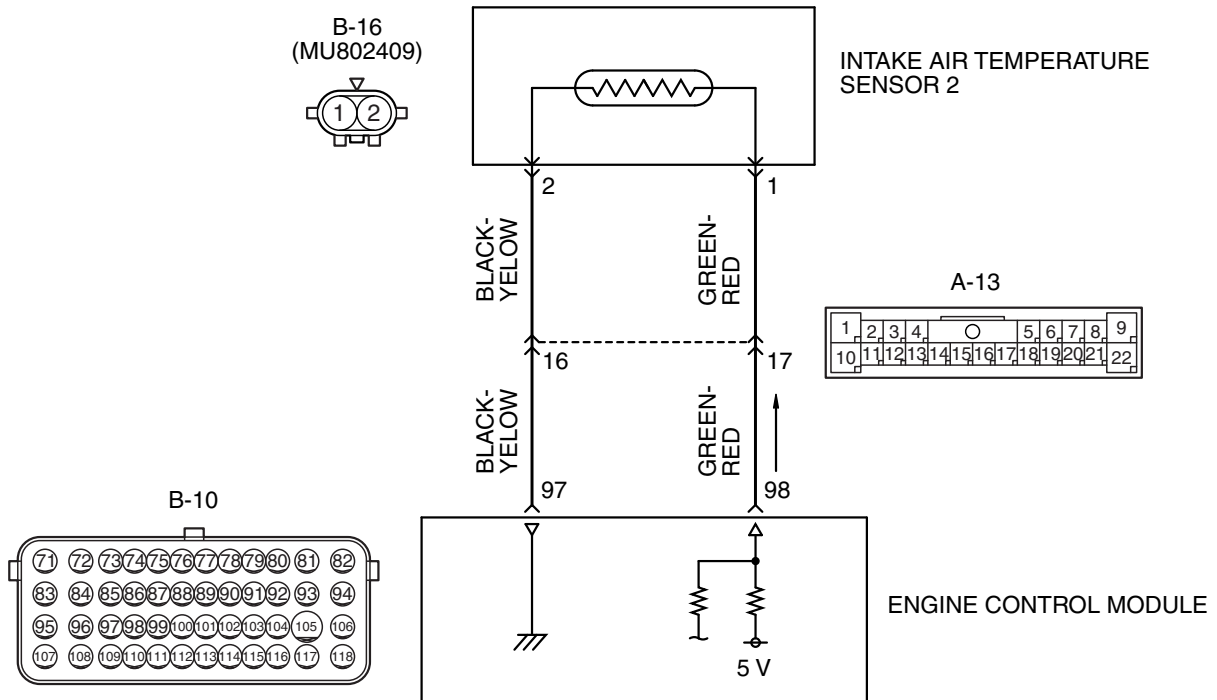 B-16
(MU802409)
1 2
INTAKE AIR TEMPERATURE
SENSOR 2
2
1
BLACK-
YELOW
GREEN-
RED
A-13
1 2 3 4 5 6 7 8 9
10 11 12 13 14 15 16 17 18 19 20 21 22
16
17
BLACK-
YELOW
GREEN-
RED
97
98
B-10
71 72 73 74 75 76 77 78 79 80 81 82
83 84 85 86 87 88 89 90 91 92 93 94
95 96 97 98 99 100 101 102 103 104 105 106
107 108 109 110 111 112 113 114 115 116 117 118
ENGINE CONTROL MODULE
5 V